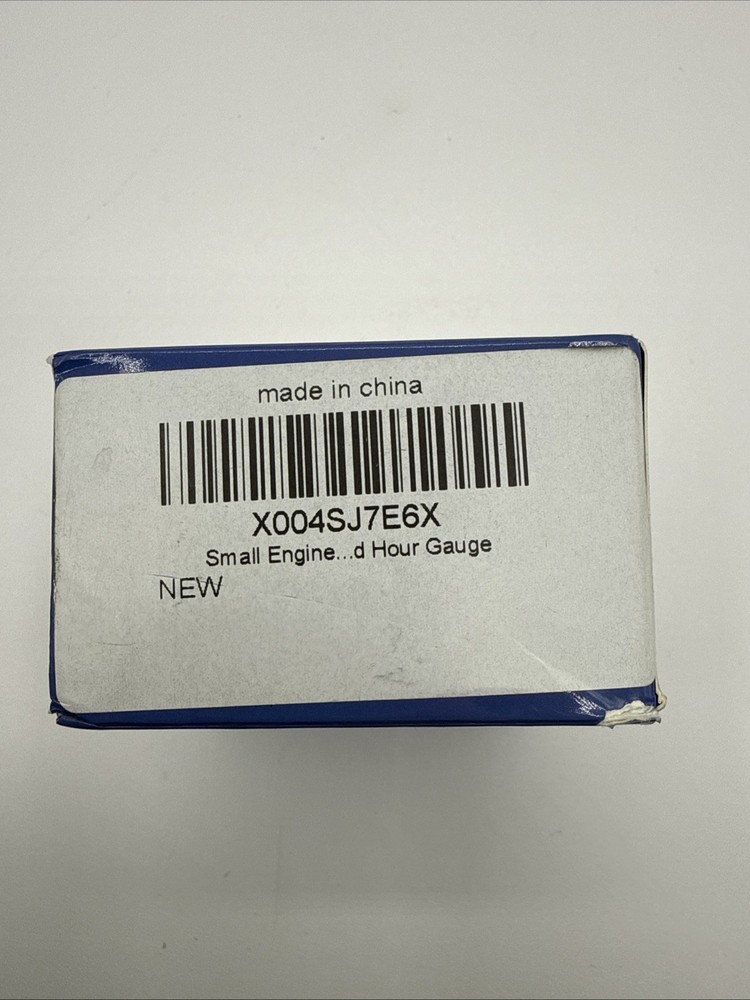 made in china
X004SJ7E6X
Small Engine...d Hour Gauge
NEW